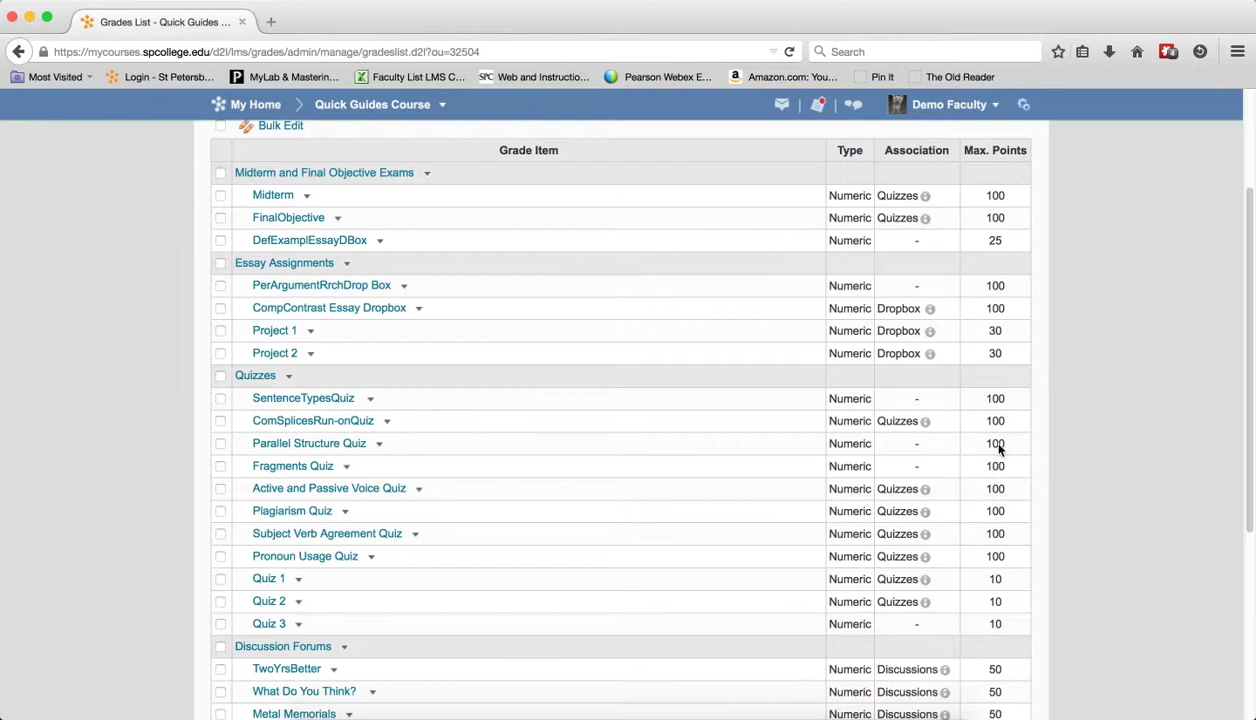 Grades List - Quick Guides ...
https://mycourses.spcollege.edu/d2l/lms/grades/admin/manage/gradeslist.d2l?ou=32504 Search
Most Visited Login - St Petersb... P MyLab & Masterin... Faculty List LMS C... SPC Web and Instructio... Pearson Webex E... a Amazon.com: You... Pin It The Old Reader
My Home Quick Guides Course Demo Faculty
Bulk Edit
Grade Item Type Association Max. Points
Midterm and Final Objective Exams
Midterm Numeric Quizzes 100
FinalObjective Numeric Quizzes 100
DefExamplEssayDBox Numeric - 25
Essay Assignments
PerArgumentRrchDrop Box Numeric - 100
CompContrast Essay Dropbox Numeric Dropbox 100
Project 1 Numeric Dropbox 30
Project 2 Numeric Dropbox 30
Quizzes
SentenceTypesQuiz Numeric - 100
ComSplicesRun-onQuiz Numeric Quizzes 100
Parallel Structure Quiz Numeric - 100
Fragments Quiz Numeric - 100
Active and Passive Voice Quiz Numeric Quizzes 100
Plagiarism Quiz Numeric Quizzes 100
Subject Verb Agreement Quiz Numeric Quizzes 100
Pronoun Usage Quiz Numeric Quizzes 100
Quiz 1 Numeric Quizzes 10
Quiz 2 Numeric Quizzes 10
Quiz 3 Numeric - 10
Discussion Forums
TwoYrsBetter Numeric Discussions 50
What Do You Think? Numeric Discussions 50
Metal Memorials Numeric Discussions 50